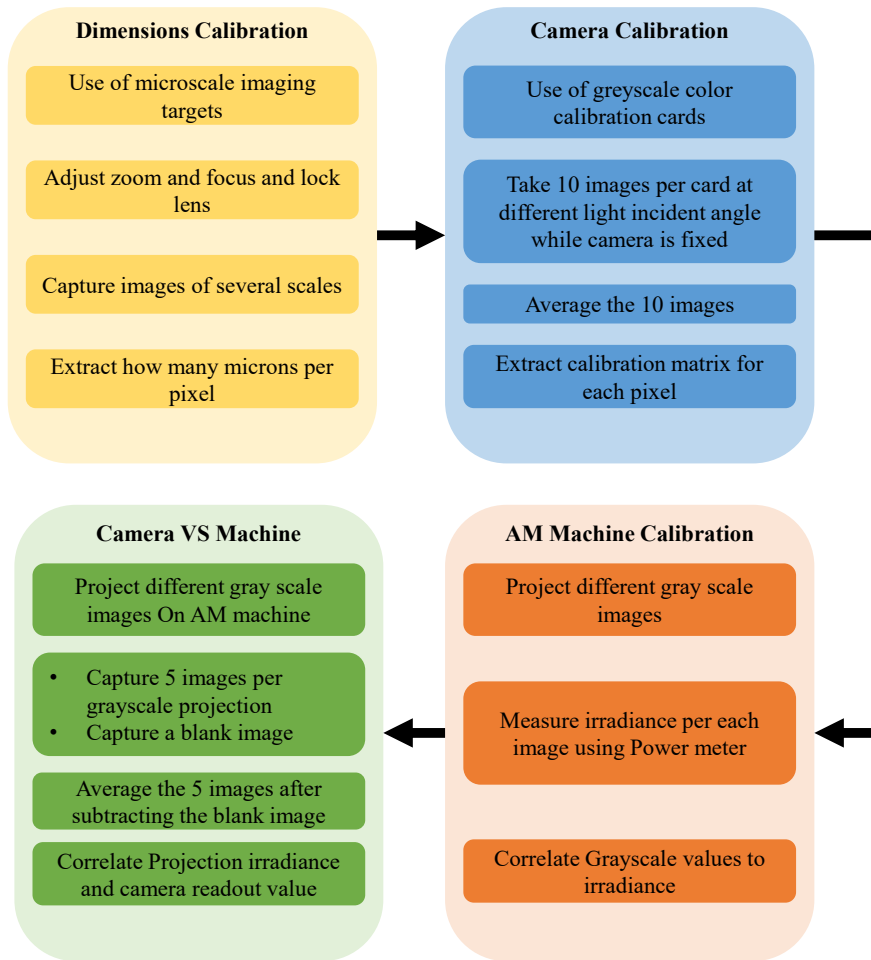 Dimensions Calibration
Use of microscale imaging
targets
Adjust zoom and focus and lock
lens
Capture images of several scales
Extract how many microns per
pixel
Camera Calibration
Use of greyscale color
calibration cards
Take 10 images per card at
different light incident angle
while camera is fixed
Average the 10 images
Extract calibration matrix for
each pixel
AM Machine Calibration
Project different gray scale
images
Measure irradiance per each
image using Power meter
Correlate Grayscale values to
irradiance
Camera VS Machine
Project different gray scale
images On AM machine
• Capture 5 images per
grayscale projection
• Capture a blank image
Average the 5 images after
subtracting the blank image
Correlate Projection irradiance
and camera readout value